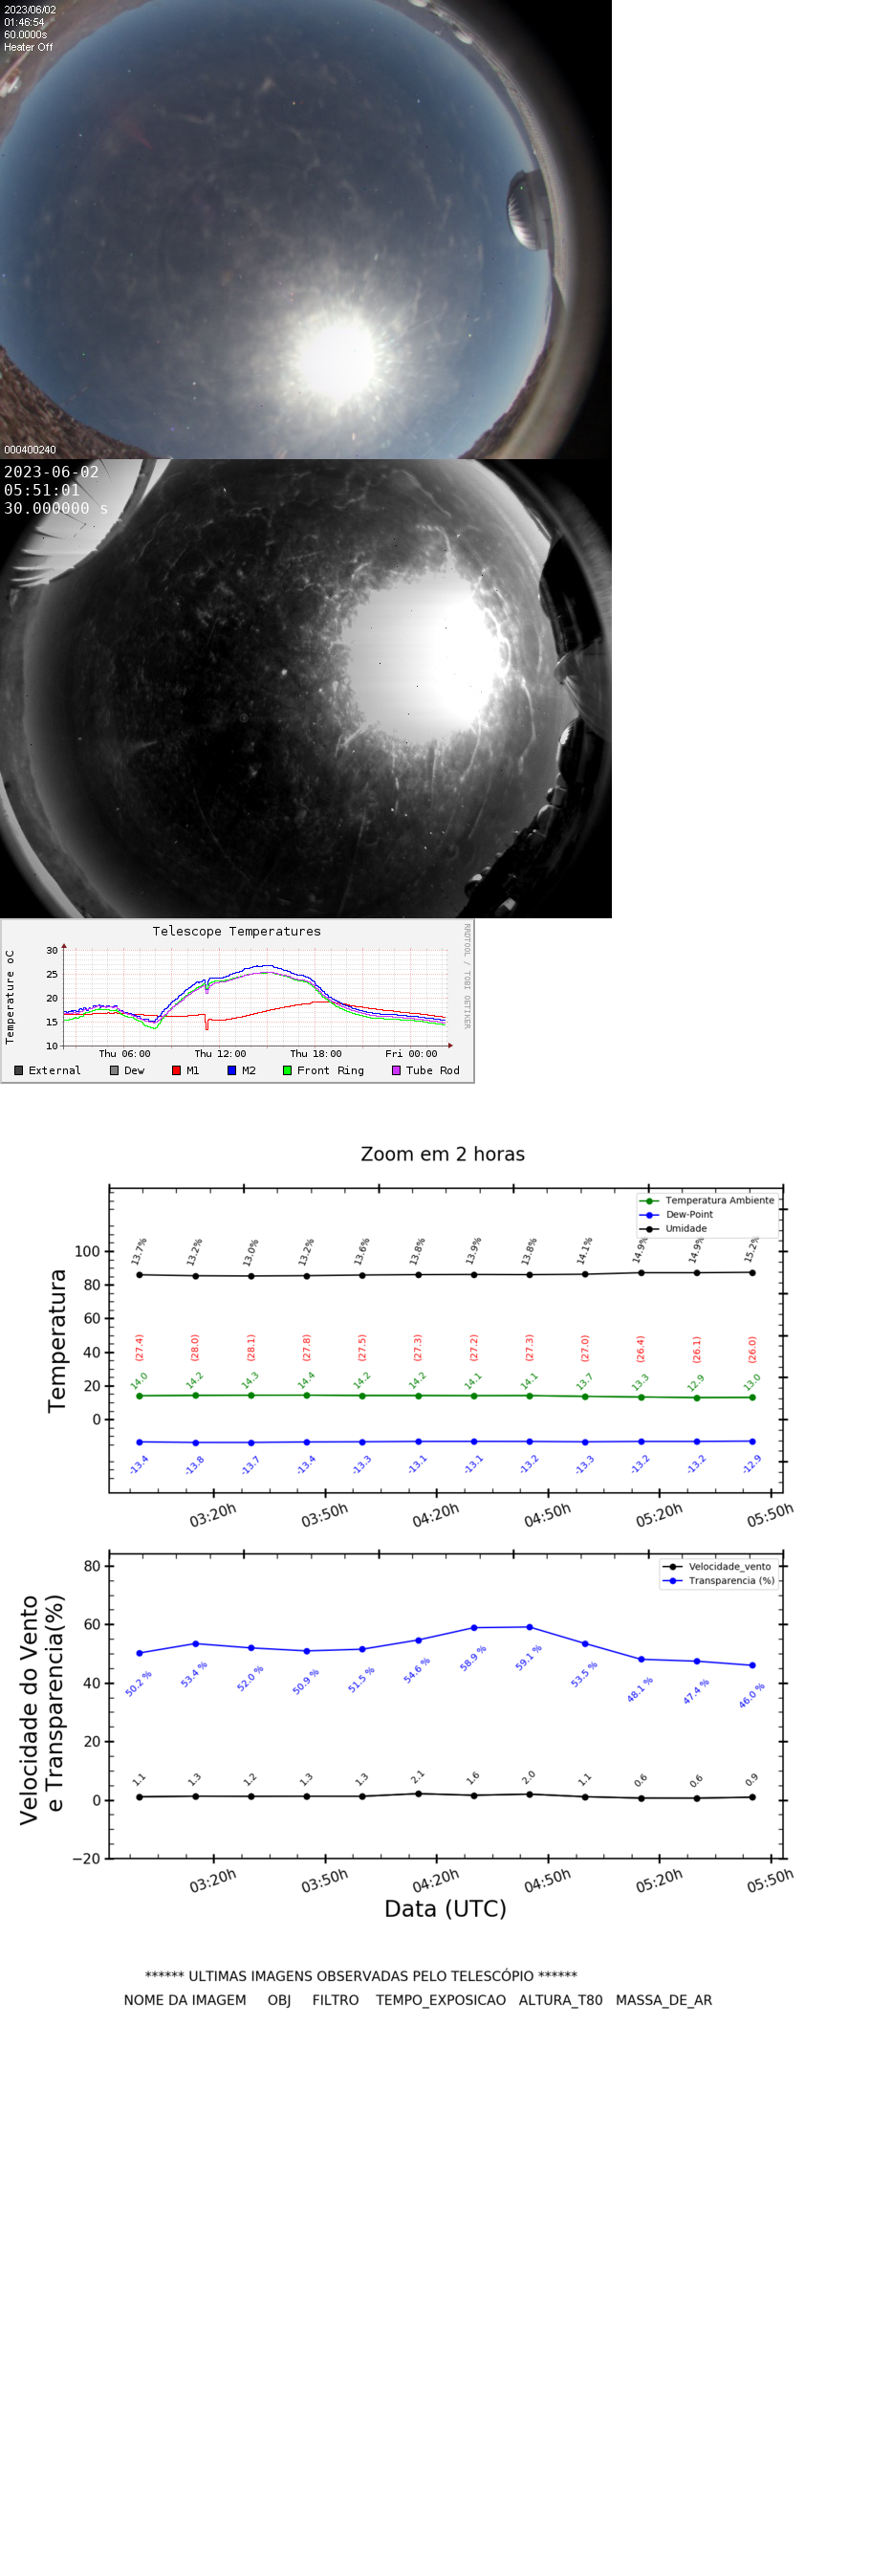 2023/06/02
01:46:54
60.0000s
Heater Off
000400240
2023-06-02
05:51:01
30.000000 s
Telescope Temperatures
RRDTOOL / TOBI OETIKER
Temperature oC
30
25
20
15
10
Thu 06:00 Thu 12:00 Thu 18:00 Fri 00:00
External Dew M1 M2 Front Ring Tube Rod
Zoom em 2 horas
Temperatura Ambiente
Dew-Point
Umidade
Temperatura
100
80
60
40
20
0
13.7% 13.2% 13.0% 13.2% 13.6% 13.8% 13.9% 13.8% 14.1% 14.9% 14.9% 15.2%
(27.4) (28.0) (28.1) (27.8) (27.5) (27.3) (27.2) (27.3) (27.0) (26.4) (26.1) (26.0)
14.0 14.2 14.3 14.4 14.2 14.2 14.1 14.1 13.7 13.3 12.9 13.0
-13.4 -13.8 -13.7 -13.4 -13.3 -13.1 -13.1 -13.2 -13.3 -13.2 -13.2 -12.9
03:20h 03:50h 04:20h 04:50h 05:20h 05:50h
Velocidade_vento
Transparencia (%)
Velocidade do Vento
e Transparencia(%)
80
60
40
20
0
−20
50.2 % 53.4 % 52.0 % 50.9 % 51.5 % 54.6 % 58.9 % 59.1 % 53.5 % 48.1 % 47.4 % 46.0 %
1.1 1.3 1.2 1.3 1.3 2.1 1.6 2.0 1.1 0.6 0.6 0.9
03:20h 03:50h 04:20h 04:50h 05:20h 05:50h
Data (UTC)
****** ULTIMAS IMAGENS OBSERVADAS PELO TELESCÓPIO ******
NOME DA IMAGEM OBJ FILTRO TEMPO_EXPOSICAO ALTURA_T80 MASSA_DE_AR